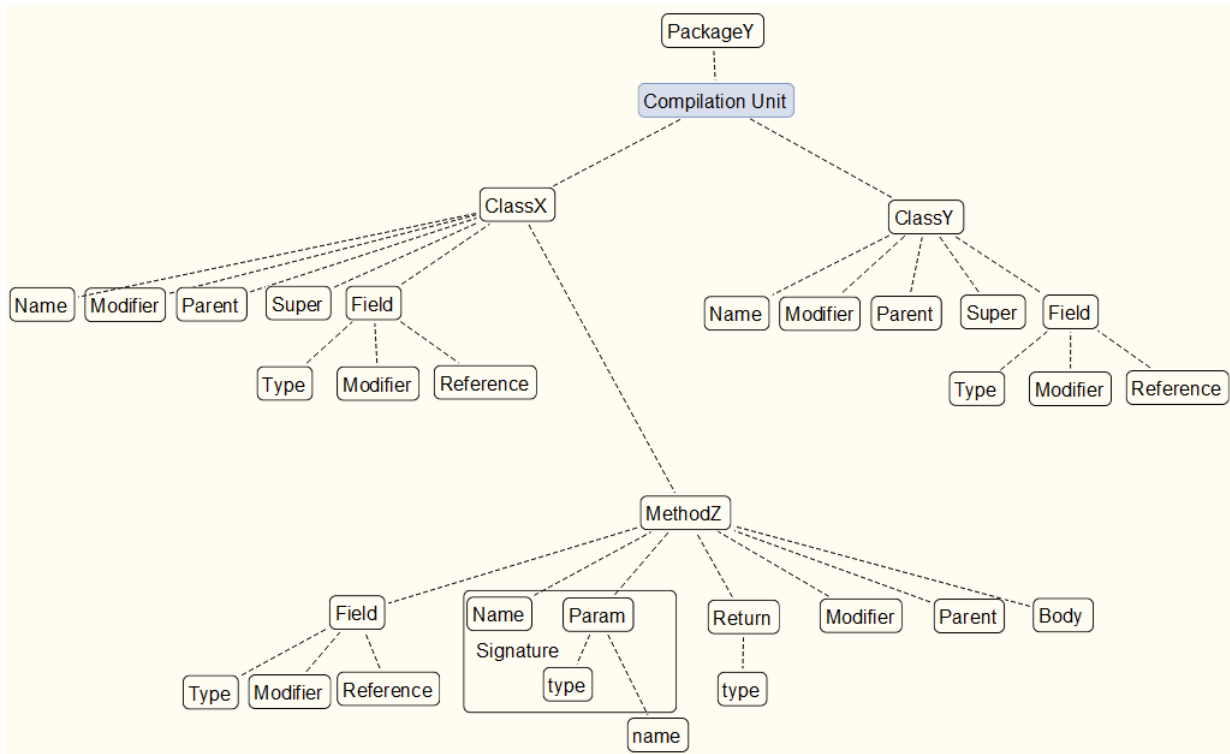 PackageY
Compilation Unit
ClassX
ClassY
Name
Modifier
Parent
Super
Field
Name
Modifier
Parent
Super
Field
Type
Modifier
Reference
Type
Modifier
Reference
MethodZ
Field
Name
Param
Return
Modifier
Parent
Body
Signature
Type
Modifier
Reference
type
type
name